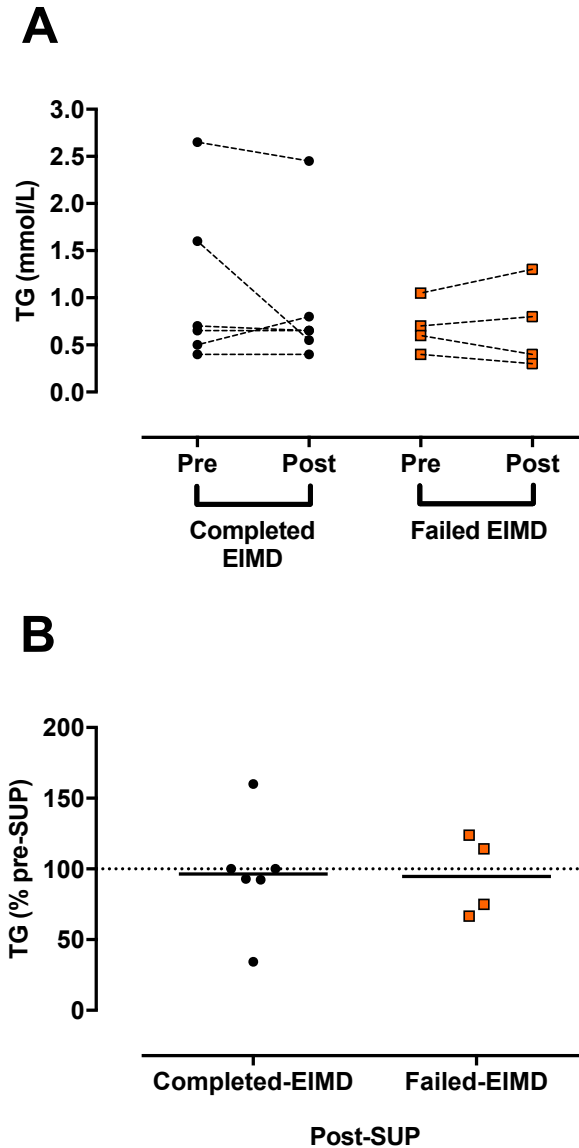 A
TG (mmol/L)
3.0
2.5
2.0
1.5
1.0
0.5
0.0
Pre Post Pre Post
Completed EIMD
Failed EIMD
B
TG (% pre-SUP)
200
150
100
50
0
Completed-EIMD Failed-EIMD
Post-SUP